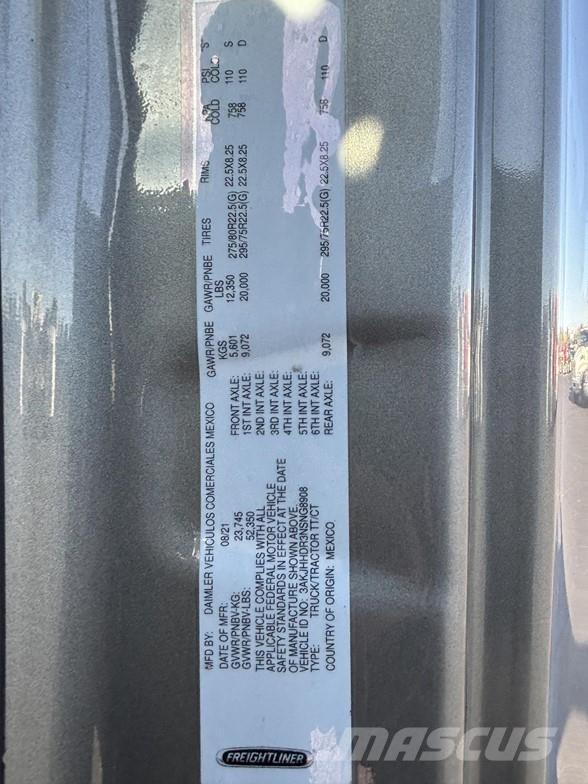 FREIGHTLINER
MFD BY: DAIMLER VEHICULOS COMERCIALES MEXICO
DATE OF MFR: 08/21
GVWR/PNBV-KG: 23,745
GVWR/PNBV-LBS: 52,350
THIS VEHICLE COMPLIES WITH ALL
APPLICABLE FEDERAL MOTOR VEHICLE
SAFETY STANDARDS IN EFFECT AT THE DATE
OF MANUFACTURE SHOWN ABOVE.
VEHICLE ID NO.: 3AKJHHDR3NSNG8908
TYPE: TRUCK/TRACTOR TT/CT
COUNTRY OF ORIGIN: MEXICO
GAWR/PNBE GAWR/PNBE TIRES RIMS KPA PSI S
KGS LBS COLD COLD
FRONT AXLE: 5,601 12,350 275/80R22.5(G) 22.5X8.25 758 110 S
1ST INT AXLE: 9,072 20,000 295/75R22.5(G) 22.5X8.25 758 110 D
2ND INT AXLE:
3RD INT AXLE:
4TH INT AXLE:
5TH INT AXLE:
6TH INT AXLE:
REAR AXLE: 9,072 20,000 295/75R22.5(G) 22.5X8.25 758 110 D
MASCUS